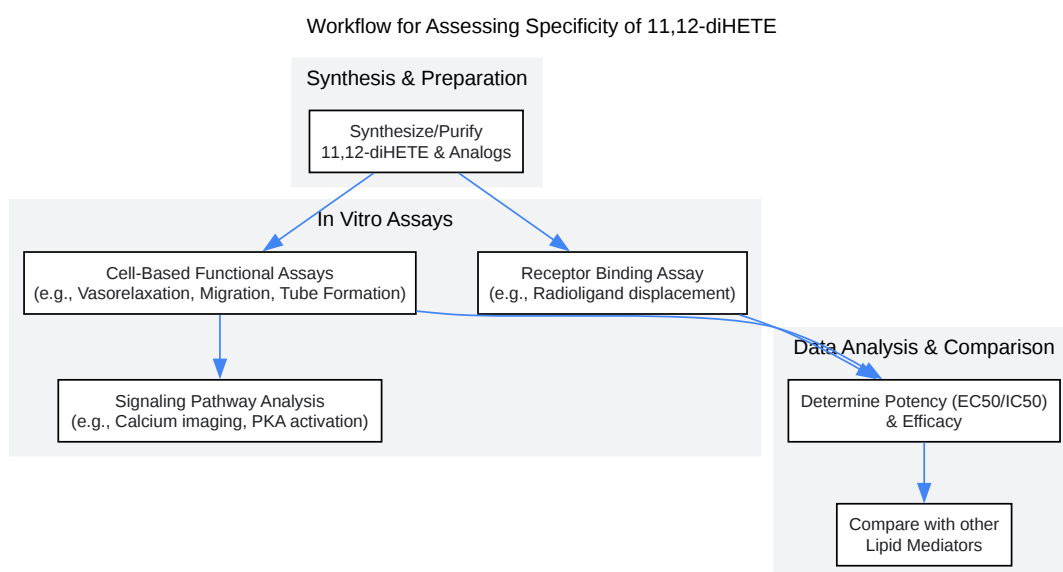 Workflow for Assessing Specificity of 11,12-diHETE
Synthesis & Preparation
Synthesize/Purify
11,12-diHETE & Analogs
In Vitro Assays
Cell-Based Functional Assays
(e.g., Vasorelaxation, Migration, Tube Formation)
Receptor Binding Assay
(e.g., Radioligand displacement)
Signaling Pathway Analysis
(e.g., Calcium imaging, PKA activation)
Data Analysis & Comparison
Determine Potency (EC50/IC50)
& Efficacy
Compare with other
Lipid Mediators